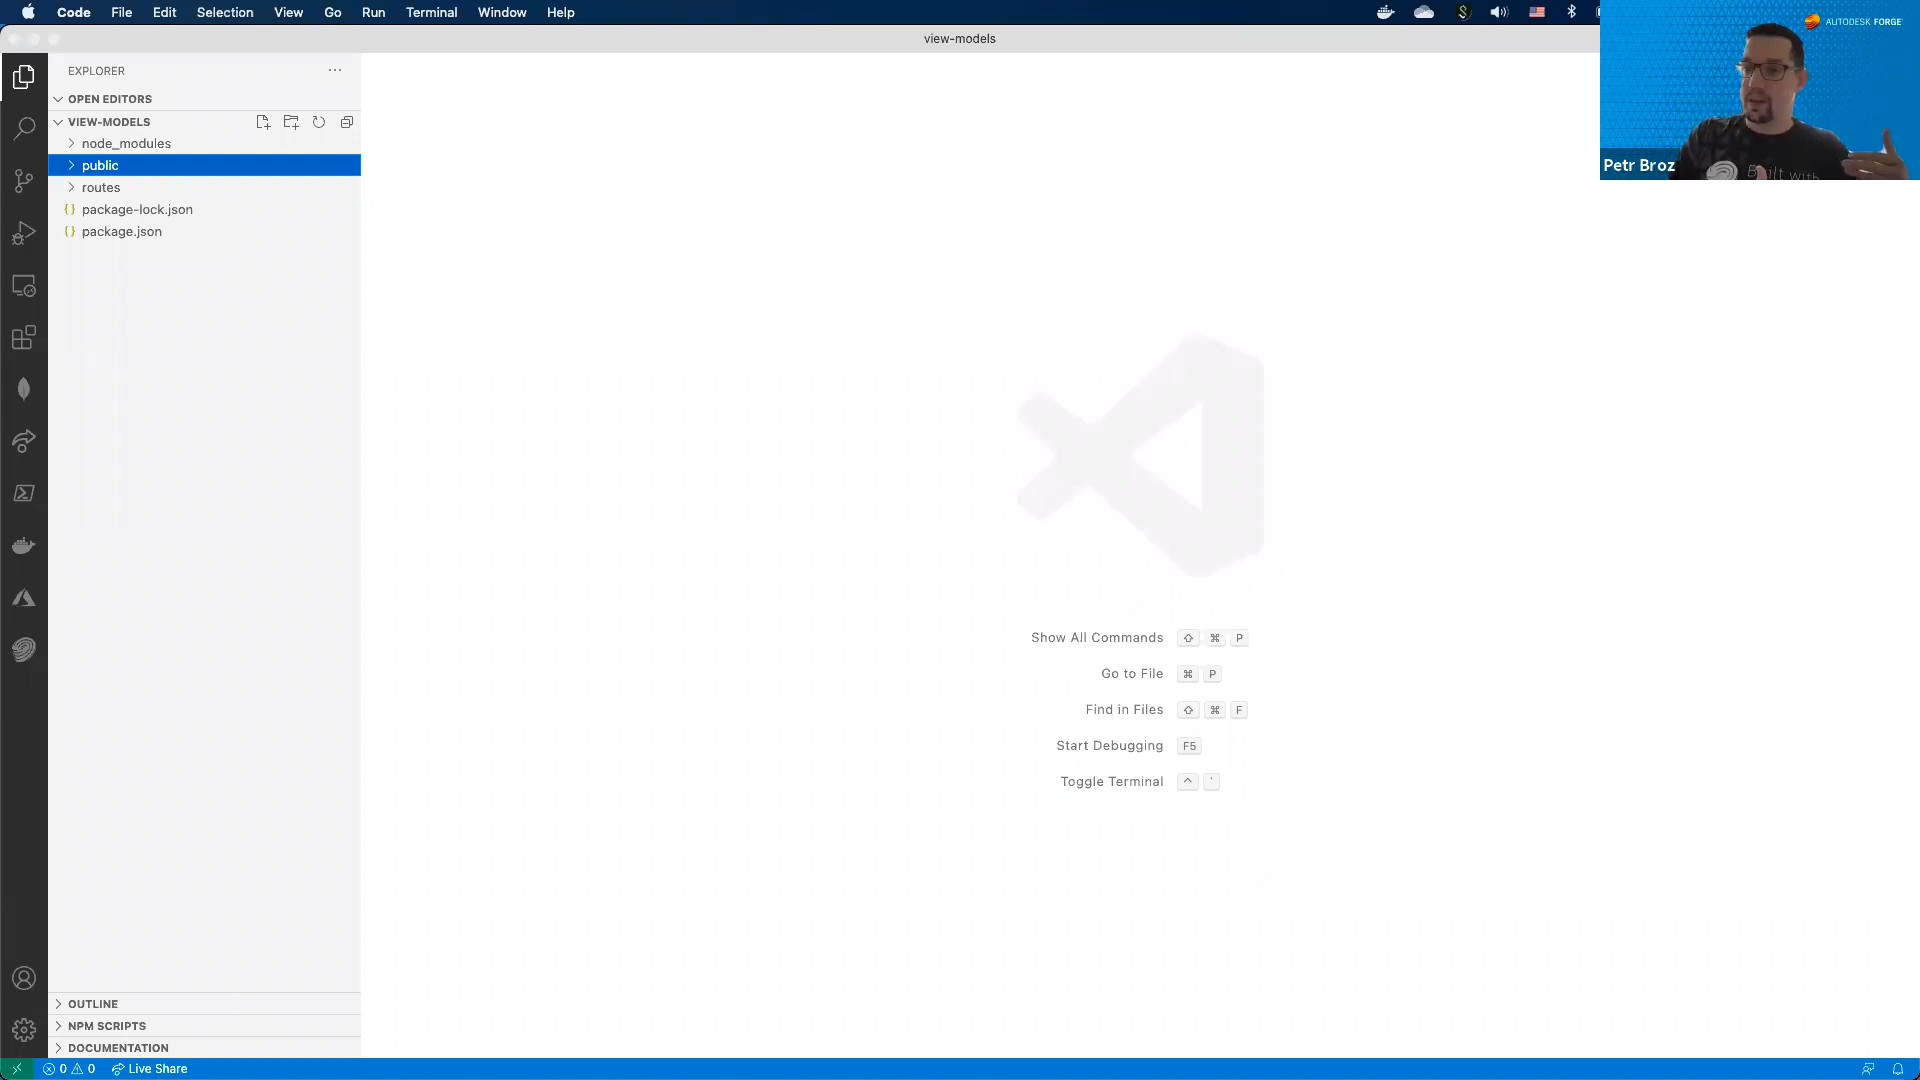 Code File Edit Selection View Go Run Terminal Window Help
view-models
AUTODESK FORGE
Petr Broz
Built with
EXPLORER
OPEN EDITORS
VIEW-MODELS
node_modules
public
routes
{} package-lock.json
{} package.json
Show All Commands ⇧ ⌘ P
Go to File ⌘ P
Find in Files ⇧ ⌘ F
Start Debugging F5
Toggle Terminal ^ `
OUTLINE
NPM SCRIPTS
DOCUMENTATION
0 0 Live Share